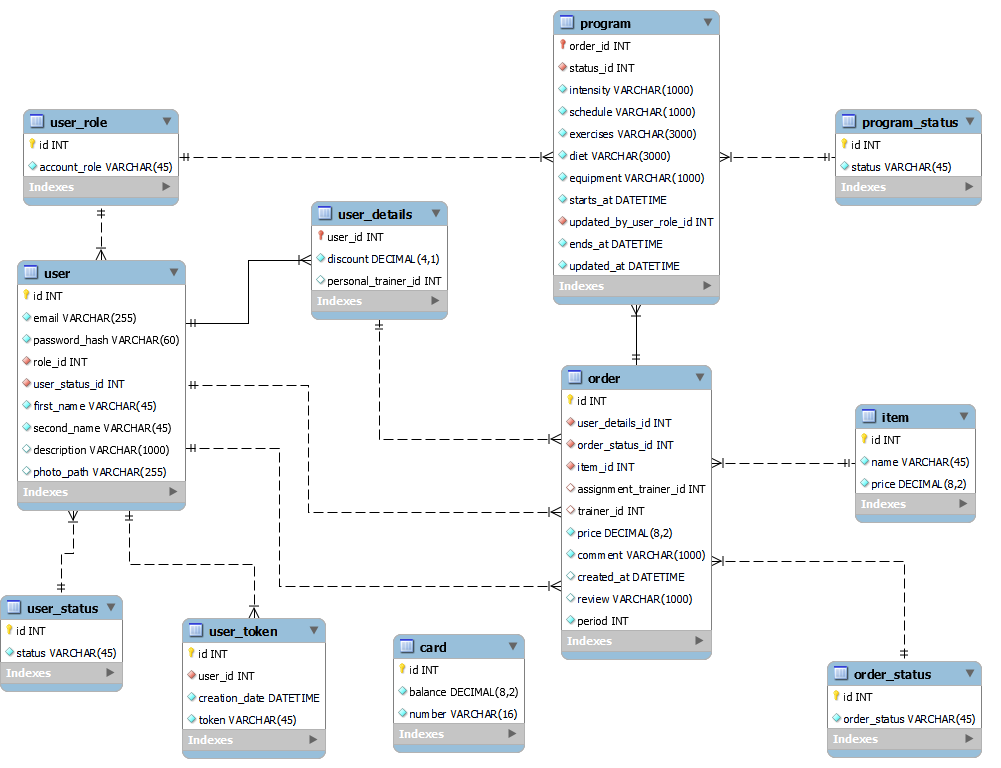 program
order_id INT
status_id INT
intensity VARCHAR(1000)
schedule VARCHAR(1000)
exercises VARCHAR(3000)
diet VARCHAR(3000)
equipment VARCHAR(1000)
starts_at DATETIME
updated_by_user_role_id INT
ends_at DATETIME
updated_at DATETIME
Indexes
user_role
id INT
account_role VARCHAR(45)
Indexes
program_status
id INT
status VARCHAR(45)
Indexes
user_details
user_id INT
discount DECIMAL(4,1)
personal_trainer_id INT
Indexes
user
id INT
email VARCHAR(255)
password_hash VARCHAR(60)
role_id INT
user_status_id INT
first_name VARCHAR(45)
second_name VARCHAR(45)
description VARCHAR(1000)
photo_path VARCHAR(255)
Indexes
order
id INT
user_details_id INT
order_status_id INT
item_id INT
assignment_trainer_id INT
trainer_id INT
price DECIMAL(8,2)
comment VARCHAR(1000)
created_at DATETIME
review VARCHAR(1000)
period INT
Indexes
item
id INT
name VARCHAR(45)
price DECIMAL(8,2)
Indexes
user_status
id INT
status VARCHAR(45)
Indexes
user_token
id INT
user_id INT
creation_date DATETIME
token VARCHAR(45)
Indexes
card
id INT
balance DECIMAL(8,2)
number VARCHAR(16)
Indexes
order_status
id INT
order_status VARCHAR(45)
Indexes